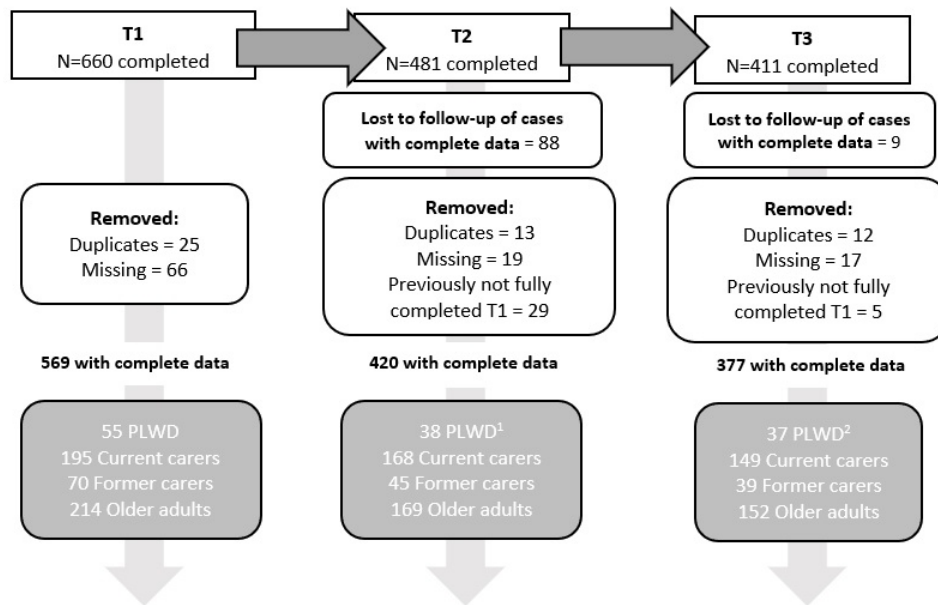 T1
N=660 completed
Removed:
Duplicates = 25
Missing = 66
569 with complete data
55 PLWD
195 Current carers
70 Former carers
214 Older adults
T2
N=481 completed
Lost to follow-up of cases
with complete data = 88
Removed:
Duplicates = 13
Missing = 19
Previously not fully
completed T1 = 29
420 with complete data
38 PLWD¹
168 Current carers
45 Former carers
169 Older adults
T3
N=411 completed
Lost to follow-up of cases
with complete data = 9
Removed:
Duplicates = 12
Missing = 17
Previously not fully
completed T1 = 5
377 with complete data
37 PLWD²
149 Current carers
39 Former carers
152 Older adults